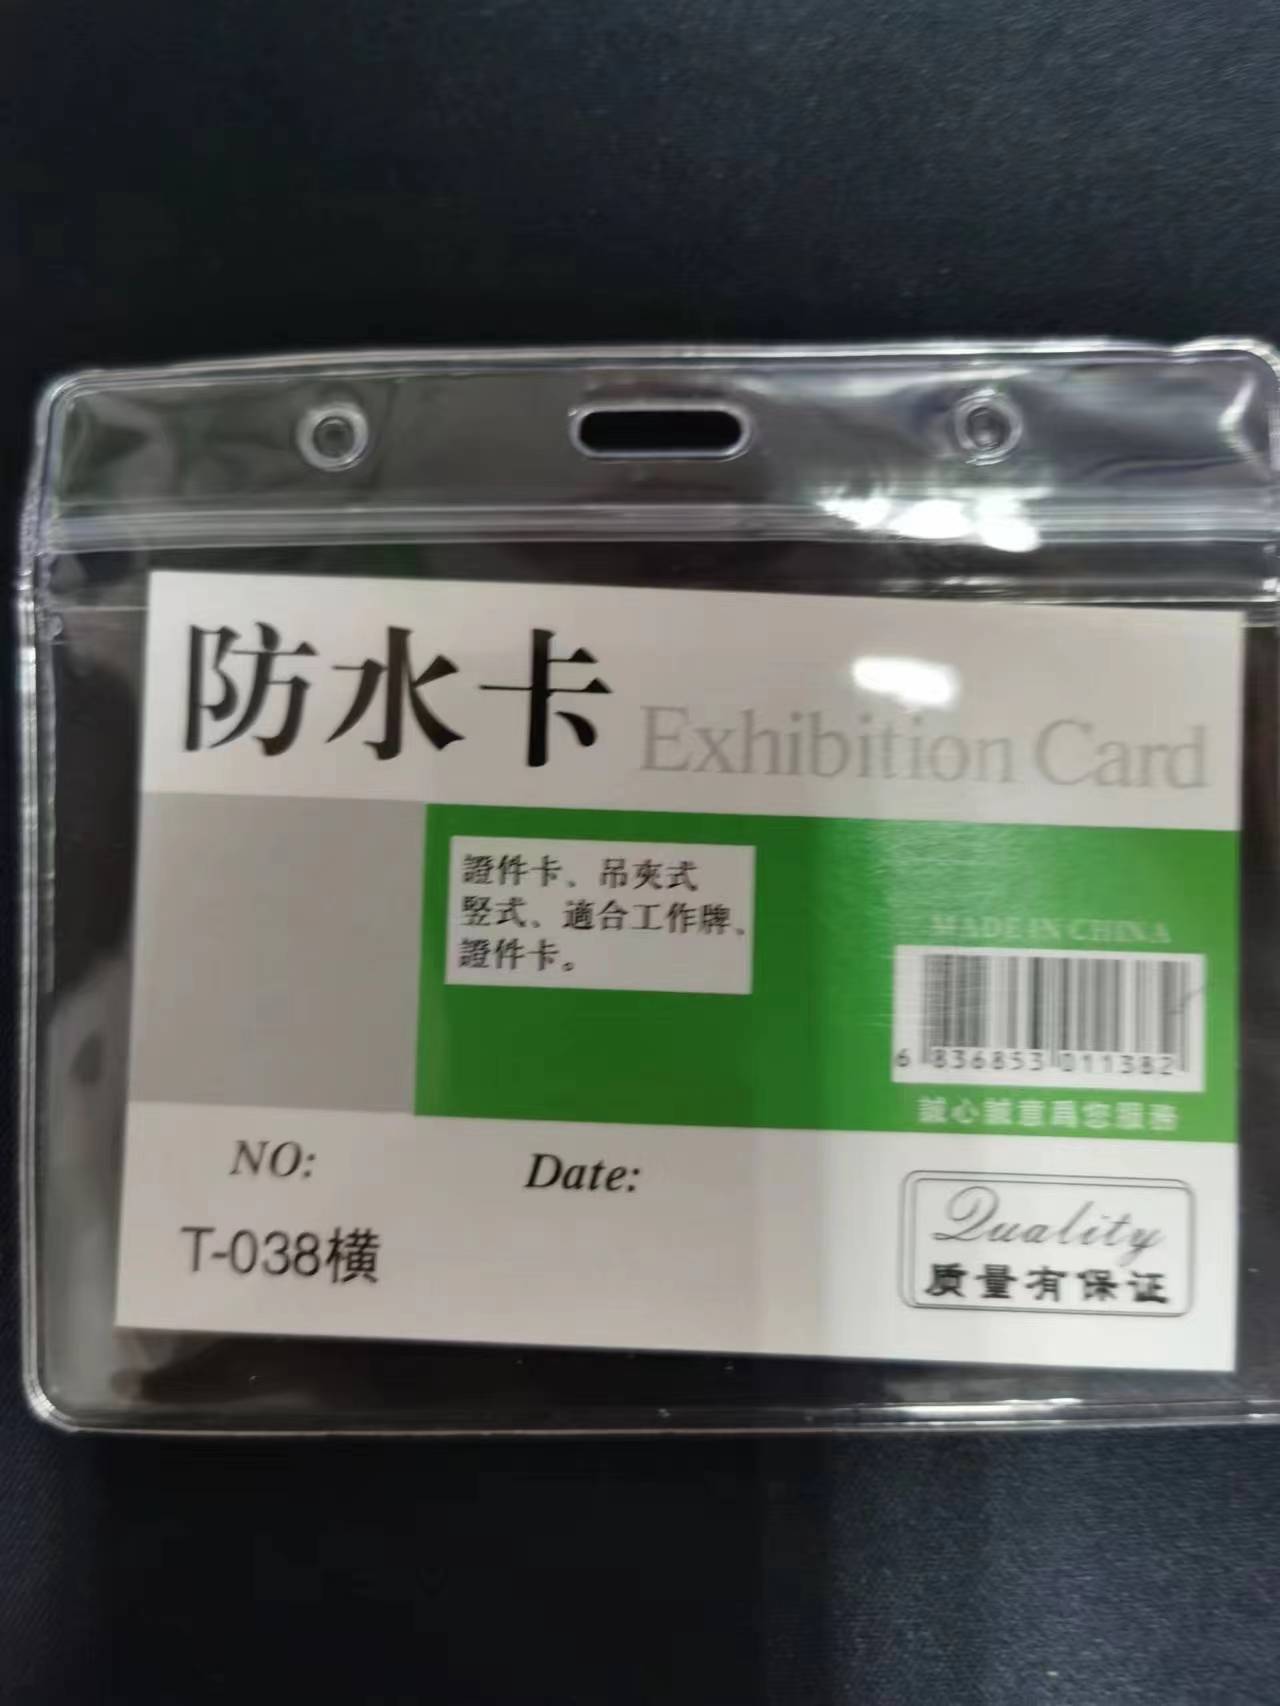 防水卡 Exhibition Card
證件卡、吊夾式
竪式、適合工作牌、
證件卡。
MADE IN CHINA
6 836853 011382
誠心誠意爲您服務
NO:
Date:
T-038横
Quality
质量有保证